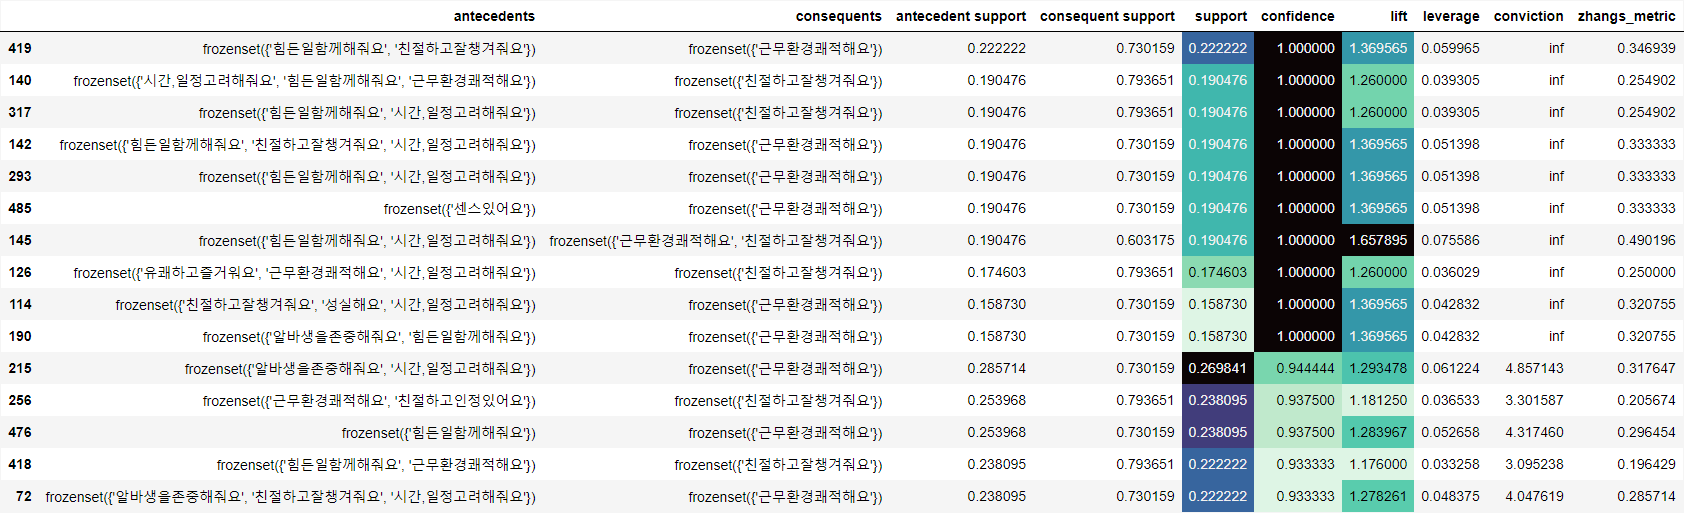 antecedents consequents antecedent support consequent support support confidence lift leverage conviction zhangs_metric
419 frozenset({'힘든일함께해줘요', '친절하고잘챙겨줘요'}) frozenset({'근무환경쾌적해요'}) 0.222222 0.730159 0.222222 1.000000 1.369565 0.059965 inf 0.346939
140 frozenset({'시간,일정고려해줘요', '힘든일함께해줘요', '근무환경쾌적해요'}) frozenset({'친절하고잘챙겨줘요'}) 0.190476 0.793651 0.190476 1.000000 1.260000 0.039305 inf 0.254902
317 frozenset({'힘든일함께해줘요', '시간,일정고려해줘요'}) frozenset({'친절하고잘챙겨줘요'}) 0.190476 0.793651 0.190476 1.000000 1.260000 0.039305 inf 0.254902
142 frozenset({'힘든일함께해줘요', '친절하고잘챙겨줘요', '시간,일정고려해줘요'}) frozenset({'근무환경쾌적해요'}) 0.190476 0.730159 0.190476 1.000000 1.369565 0.051398 inf 0.333333
293 frozenset({'힘든일함께해줘요', '시간,일정고려해줘요'}) frozenset({'근무환경쾌적해요'}) 0.190476 0.730159 0.190476 1.000000 1.369565 0.051398 inf 0.333333
485 frozenset({'센스있어요'}) frozenset({'근무환경쾌적해요'}) 0.190476 0.730159 0.190476 1.000000 1.369565 0.051398 inf 0.333333
145 frozenset({'힘든일함께해줘요', '시간,일정고려해줘요'}) frozenset({'근무환경쾌적해요', '친절하고잘챙겨줘요'}) 0.190476 0.603175 0.190476 1.000000 1.657895 0.075586 inf 0.490196
126 frozenset({'유쾌하고즐거워요', '근무환경쾌적해요', '시간,일정고려해줘요'}) frozenset({'친절하고잘챙겨줘요'}) 0.174603 0.793651 0.174603 1.000000 1.260000 0.036029 inf 0.250000
114 frozenset({'친절하고잘챙겨줘요', '성실해요', '시간,일정고려해줘요'}) frozenset({'근무환경쾌적해요'}) 0.158730 0.730159 0.158730 1.000000 1.369565 0.042832 inf 0.320755
190 frozenset({'알바생을존중해줘요', '힘든일함께해줘요'}) frozenset({'근무환경쾌적해요'}) 0.158730 0.730159 0.158730 1.000000 1.369565 0.042832 inf 0.320755
215 frozenset({'알바생을존중해줘요', '시간,일정고려해줘요'}) frozenset({'근무환경쾌적해요'}) 0.285714 0.730159 0.269841 0.944444 1.293478 0.061224 4.857143 0.317647
256 frozenset({'근무환경쾌적해요', '친절하고인정있어요'}) frozenset({'친절하고잘챙겨줘요'}) 0.253968 0.793651 0.238095 0.937500 1.181250 0.036533 3.301587 0.205674
476 frozenset({'힘든일함께해줘요'}) frozenset({'근무환경쾌적해요'}) 0.253968 0.730159 0.238095 0.937500 1.283967 0.052658 4.317460 0.296454
418 frozenset({'힘든일함께해줘요', '근무환경쾌적해요'}) frozenset({'친절하고잘챙겨줘요'}) 0.238095 0.793651 0.222222 0.933333 1.176000 0.033258 3.095238 0.196429
72 frozenset({'알바생을존중해줘요', '친절하고잘챙겨줘요', '시간,일정고려해줘요'}) frozenset({'근무환경쾌적해요'}) 0.238095 0.730159 0.222222 0.933333 1.278261 0.048375 4.047619 0.285714